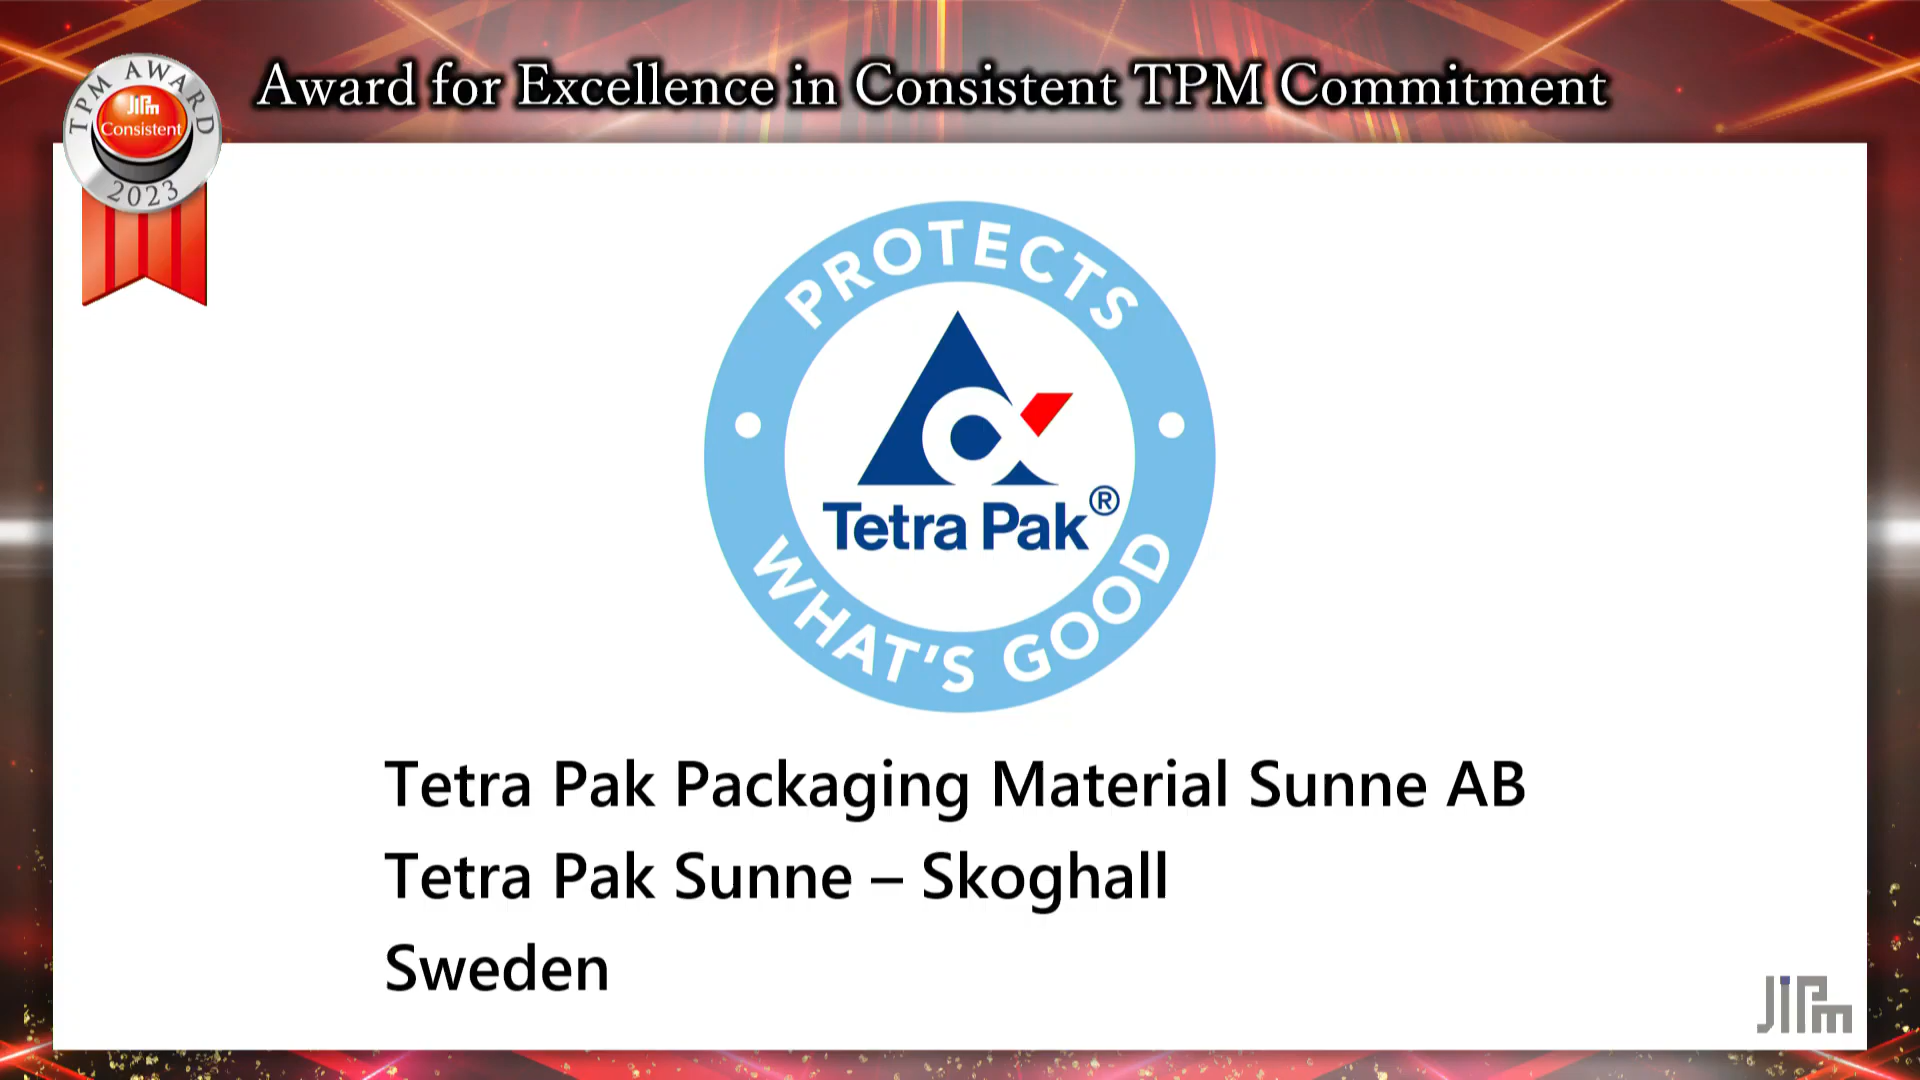 Award for Excellence in Consistent TPM Commitment
TPM AWARD
JIPM
Consistent
2023
PROTECTS
Tetra Pak®
WHAT'S GOOD
Tetra Pak Packaging Material Sunne AB
Tetra Pak Sunne – Skoghall
Sweden
JIPM